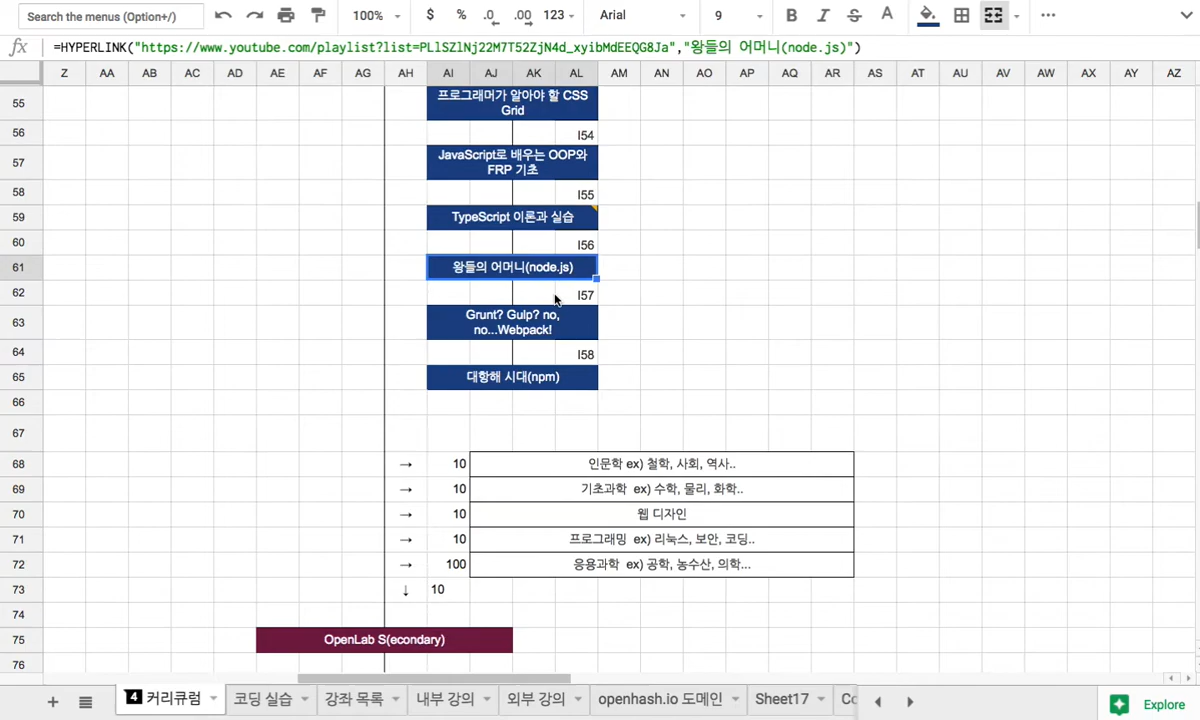 Search the menus (Option+/)
100%
$ % .0 .00 123
Arial
9
B I S A
fx =HYPERLINK("https://www.youtube.com/playlist?list=PLlSZlNj22M7T52ZjN4d_xyibMdEEQG8Ja","왕들의 어머니(node.js)")
Z AA AB AC AD AE AF AG AH AI AJ AK AL AM AN AO AP AQ AR AS AT AU AV AW AX AY AZ
55 프로그래머가 알아야 할 CSS
Grid
56 I54
57 JavaScript로 배우는 OOP와
FRP 기초
58 I55
59 TypeScript 이론과 실습
60 I56
61 왕들의 어머니(node.js)
62 I57
63 Grunt? Gulp? no,
no...Webpack!
64 I58
65 대항해 시대(npm)
66
67
68 → 10 인문학 ex) 철학, 사회, 역사..
69 → 10 기초과학 ex) 수학, 물리, 화학..
70 → 10 웹 디자인
71 → 10 프로그래밍 ex) 리눅스, 보안, 코딩..
72 → 100 응용과학 ex) 공학, 농수산, 의학...
73 ↓ 10
74
75 OpenLab S(econdary)
76
4 커리큐럼 코딩 실습 강좌 목록 내부 강의 외부 강의 openhash.io 도메인 Sheet17 Co
Explore